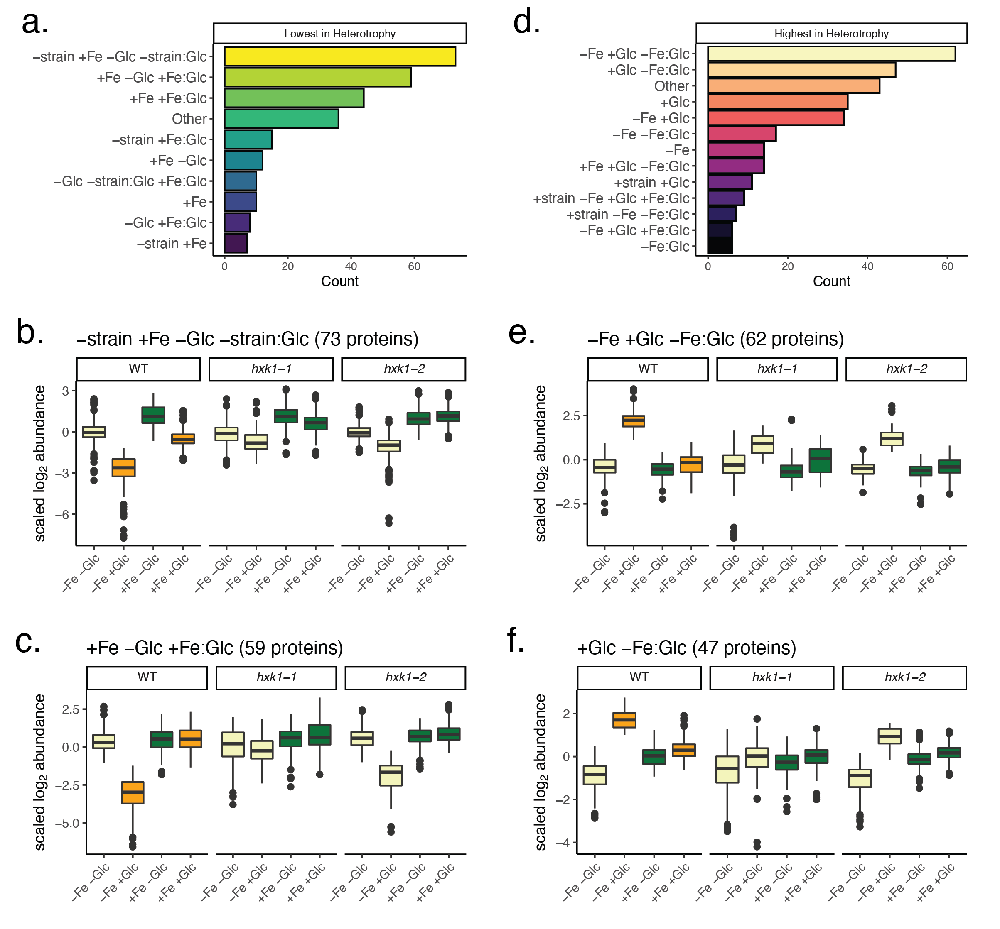 a.
Lowest in Heterotrophy
−strain +Fe −Glc −strain:Glc
+Fe −Glc +Fe:Glc
+Fe +Fe:Glc
Other
−strain +Fe:Glc
+Fe −Glc
−Glc −strain:Glc +Fe:Glc
+Fe
−Glc +Fe:Glc
−strain +Fe
0 20 40 60
Count
d.
Highest in Heterotrophy
−Fe +Glc −Fe:Glc
+Glc −Fe:Glc
Other
+Glc
−Fe +Glc
−Fe −Fe:Glc
−Fe
+Fe +Glc −Fe:Glc
+strain +Glc
+strain −Fe +Glc +Fe:Glc
+strain −Fe −Fe:Glc
−Fe +Glc +Fe:Glc
−Fe:Glc
0 20 40 60
Count
b.
−strain +Fe −Glc −strain:Glc (73 proteins)
WT hxk1−1 hxk1−2
scaled log2 abundance
3
0
−3
−6
−Fe −Glc −Fe +Glc +Fe −Glc +Fe +Glc −Fe −Glc −Fe +Glc +Fe −Glc +Fe +Glc −Fe −Glc −Fe +Glc +Fe −Glc +Fe +Glc
e.
−Fe +Glc −Fe:Glc (62 proteins)
WT hxk1−1 hxk1−2
scaled log2 abundance
2.5
0.0
−2.5
−Fe −Glc −Fe +Glc +Fe −Glc +Fe +Glc −Fe −Glc −Fe +Glc +Fe −Glc +Fe +Glc −Fe −Glc −Fe +Glc +Fe −Glc +Fe +Glc
c.
+Fe −Glc +Fe:Glc (59 proteins)
WT hxk1−1 hxk1−2
scaled log2 abundance
2.5
0.0
−2.5
−5.0
−Fe −Glc −Fe +Glc +Fe −Glc +Fe +Glc −Fe −Glc −Fe +Glc +Fe −Glc +Fe +Glc −Fe −Glc −Fe +Glc +Fe −Glc +Fe +Glc
f.
+Glc −Fe:Glc (47 proteins)
WT hxk1−1 hxk1−2
scaled log2 abundance
2
0
−2
−4
−Fe −Glc −Fe +Glc +Fe −Glc +Fe +Glc −Fe −Glc −Fe +Glc +Fe −Glc +Fe +Glc −Fe −Glc −Fe +Glc +Fe −Glc +Fe +Glc